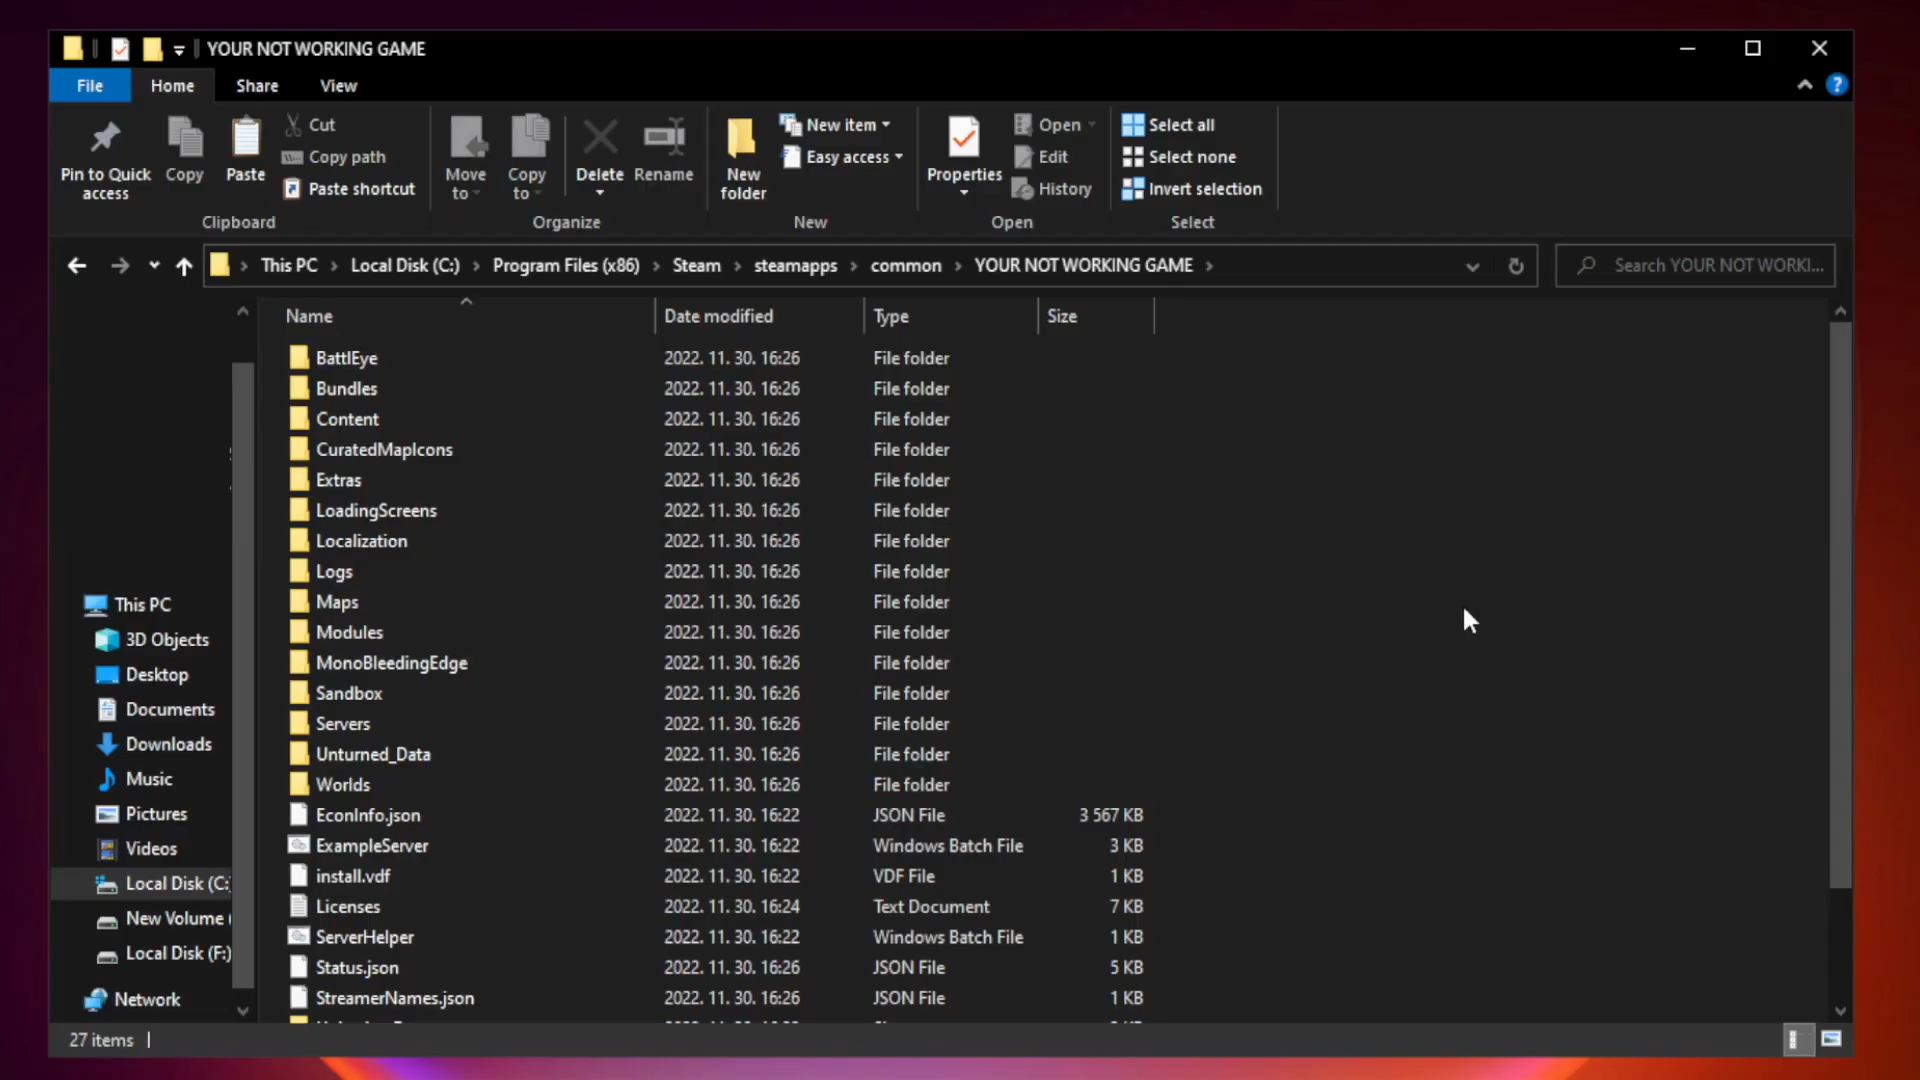 YOUR NOT WORKING GAME
File Home Share View
Pin to Quick access
Copy
Paste
Cut
Copy path
Paste shortcut
Clipboard
Move to
Copy to
Delete
Rename
Organize
New folder
New item
Easy access
New
Properties
Open
Edit
History
Open
Select all
Select none
Invert selection
Select
This PC Local Disk (C:) Program Files (x86) Steam steamapps common YOUR NOT WORKING GAME
Search YOUR NOT WORKI...
This PC
3D Objects
Desktop
Documents
Downloads
Music
Pictures
Videos
Local Disk (C:
New Volume (
Local Disk (F:)
Network
Name Date modified Type Size
BattlEye 2022. 11. 30. 16:26 File folder
Bundles 2022. 11. 30. 16:26 File folder
Content 2022. 11. 30. 16:26 File folder
CuratedMapIcons 2022. 11. 30. 16:26 File folder
Extras 2022. 11. 30. 16:26 File folder
LoadingScreens 2022. 11. 30. 16:26 File folder
Localization 2022. 11. 30. 16:26 File folder
Logs 2022. 11. 30. 16:26 File folder
Maps 2022. 11. 30. 16:26 File folder
Modules 2022. 11. 30. 16:26 File folder
MonoBleedingEdge 2022. 11. 30. 16:26 File folder
Sandbox 2022. 11. 30. 16:26 File folder
Servers 2022. 11. 30. 16:26 File folder
Unturned_Data 2022. 11. 30. 16:26 File folder
Worlds 2022. 11. 30. 16:26 File folder
EconInfo.json 2022. 11. 30. 16:22 JSON File 3 567 KB
ExampleServer 2022. 11. 30. 16:22 Windows Batch File 3 KB
install.vdf 2022. 11. 30. 16:22 VDF File 1 KB
Licenses 2022. 11. 30. 16:24 Text Document 7 KB
ServerHelper 2022. 11. 30. 16:22 Windows Batch File 1 KB
Status.json 2022. 11. 30. 16:26 JSON File 5 KB
StreamerNames.json 2022. 11. 30. 16:26 JSON File 1 KB
27 items